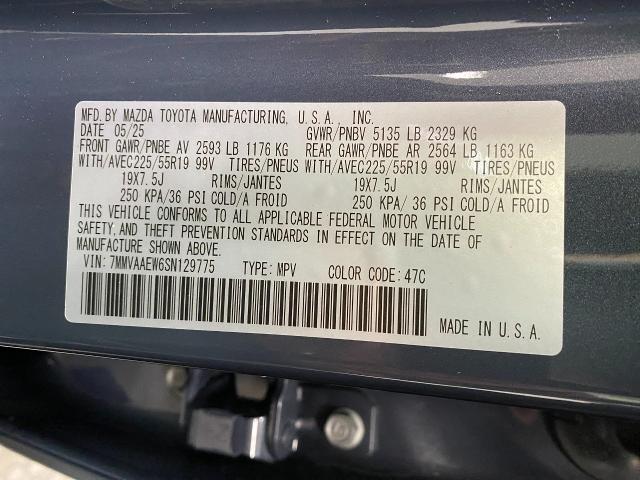 MFD. BY MAZDA TOYOTA MANUFACTURING, U.S.A., INC.
DATE 05/25 GVWR/PNBV 5135 LB 2329 KG
FRONT GAWR/PNBE AV 2593 LB 1176 KG REAR GAWR/PNBE AR 2564 LB 1163 KG
WITH/AVEC225/55R19 99V TIRES/PNEUS WITH/AVEC225/55R19 99V TIRES/PNEUS
19X7.5J RIMS/JANTES 19X7.5J RIMS/JANTES
250 KPA/36 PSI COLD/A FROID 250 KPA/36 PSI COLD/A FROID
THIS VEHICLE CONFORMS TO ALL APPLICABLE FEDERAL MOTOR VEHICLE
SAFETY,AND THEFT PREVENTION STANDARDS IN EFFECT ON THE DATE OF
MANUFACTURE SHOWN ABOVE.
VIN:7MMVAAEW6SN129775 TYPE:MPV COLOR CODE:47C
MADE IN U.S.A.